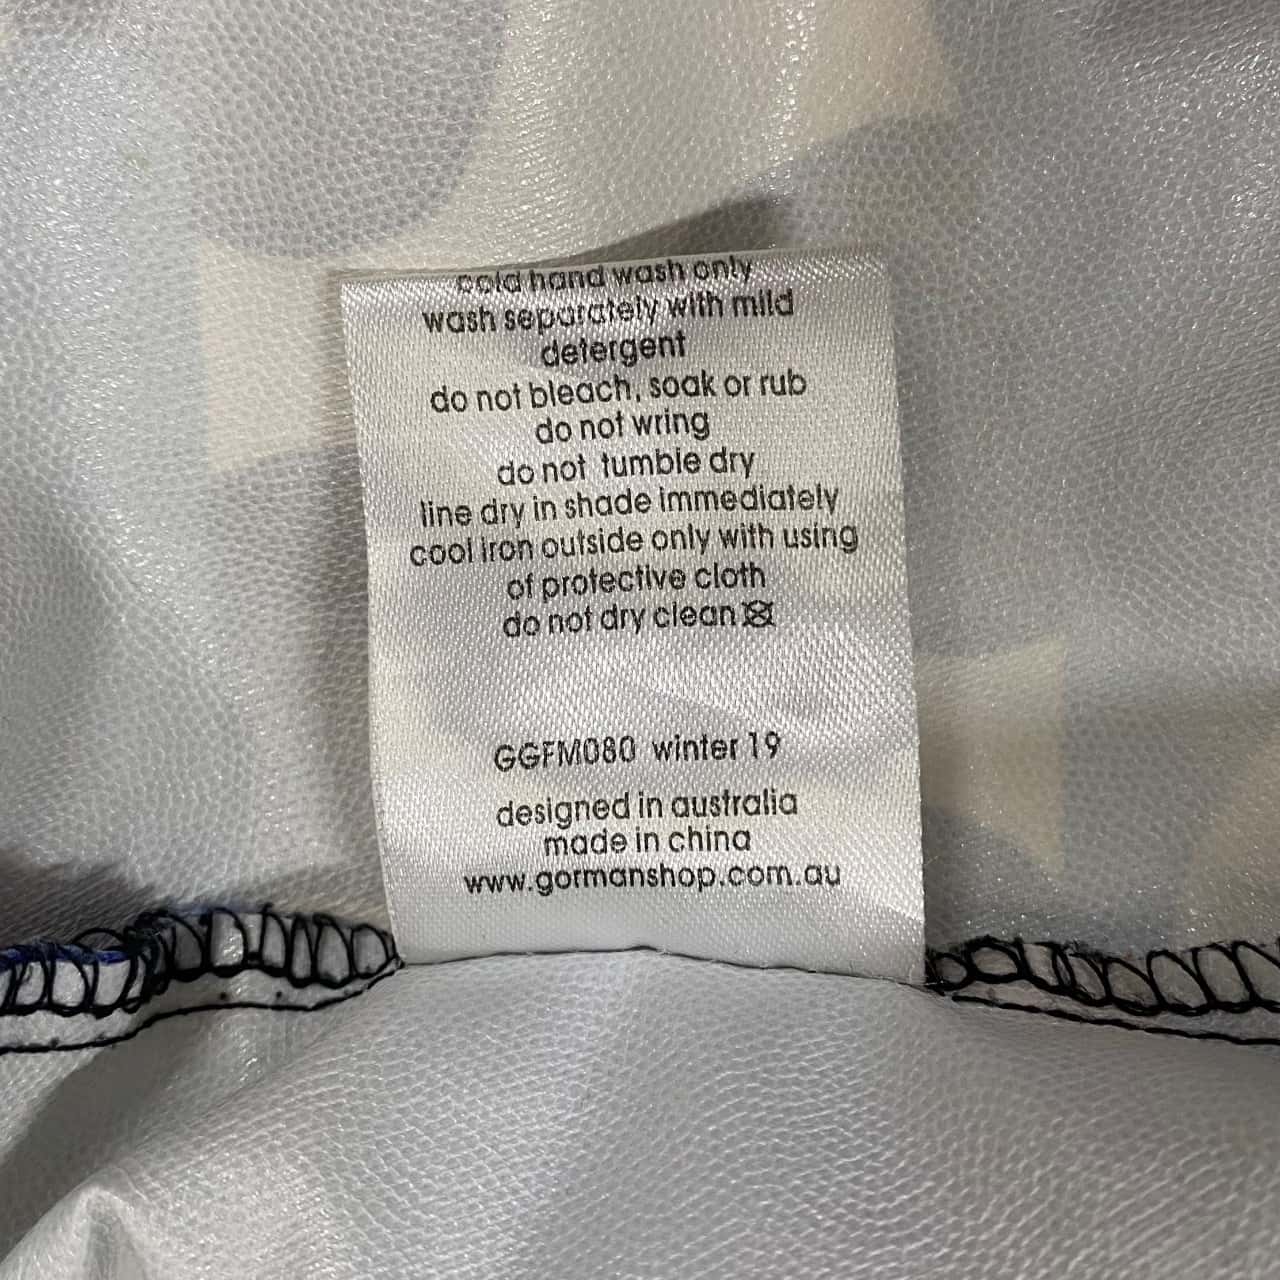 cold hand wash only
wash separately with mild
detergent
do not bleach, soak or rub
do not wring
do not tumble dry
line dry in shade immediately
cool iron outside only with using
of protective cloth
do not dry clean
GGFM080 winter 19
designed in australia
made in china
www.gormanshop.com.au